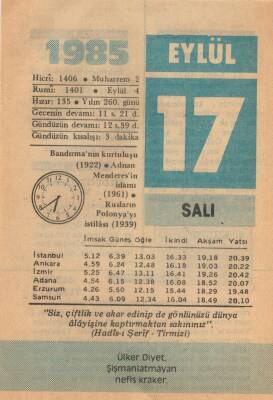 1985
EYLÜL
Hicrî: 1406 • Muharrem 2
Rumî: 1401 • Eylül 4
Hızır: 135 • Yılın 260. günü
Gecenin devamı: 11 s. 21 d.
Gündüzün devamı: 12 s.39 d.
Gündüzün kısalışı: 3 dakika
17
Bandırma'nın kurtuluşu
(1922) • Adnan
Menderes'in
idamı
(1961) •
Rusların
Polonya'yı
istilâsı (1939)
SALI
İmsak Güneş Öğle İkindi Akşam Yatsı
İstanbul 5.12 6.39 13.03 16.33 19.18 20.39
Ankara 4.59 6.24 12.48 16.18 19.03 20.22
İzmir 5.25 6.47 13.11 16.41 19.26 20.42
Adana 4.54 6.15 12.38 16.08 18.52 20.07
Erzurum 4.26 5.50 12.15 15.44 18.29 19.48
Samsun 4.43 6.09 12.34 16.04 18.49 20.10
"Siz, çiftlik ve akar edinip de gönlünüzü dünya
âlâyişine kaptırmaktan sakınınız".
(Hadîs-ı Şerîf - Tirmizî)
Ülker Diyet.
Şişmanlatmayan
nefis kraker.